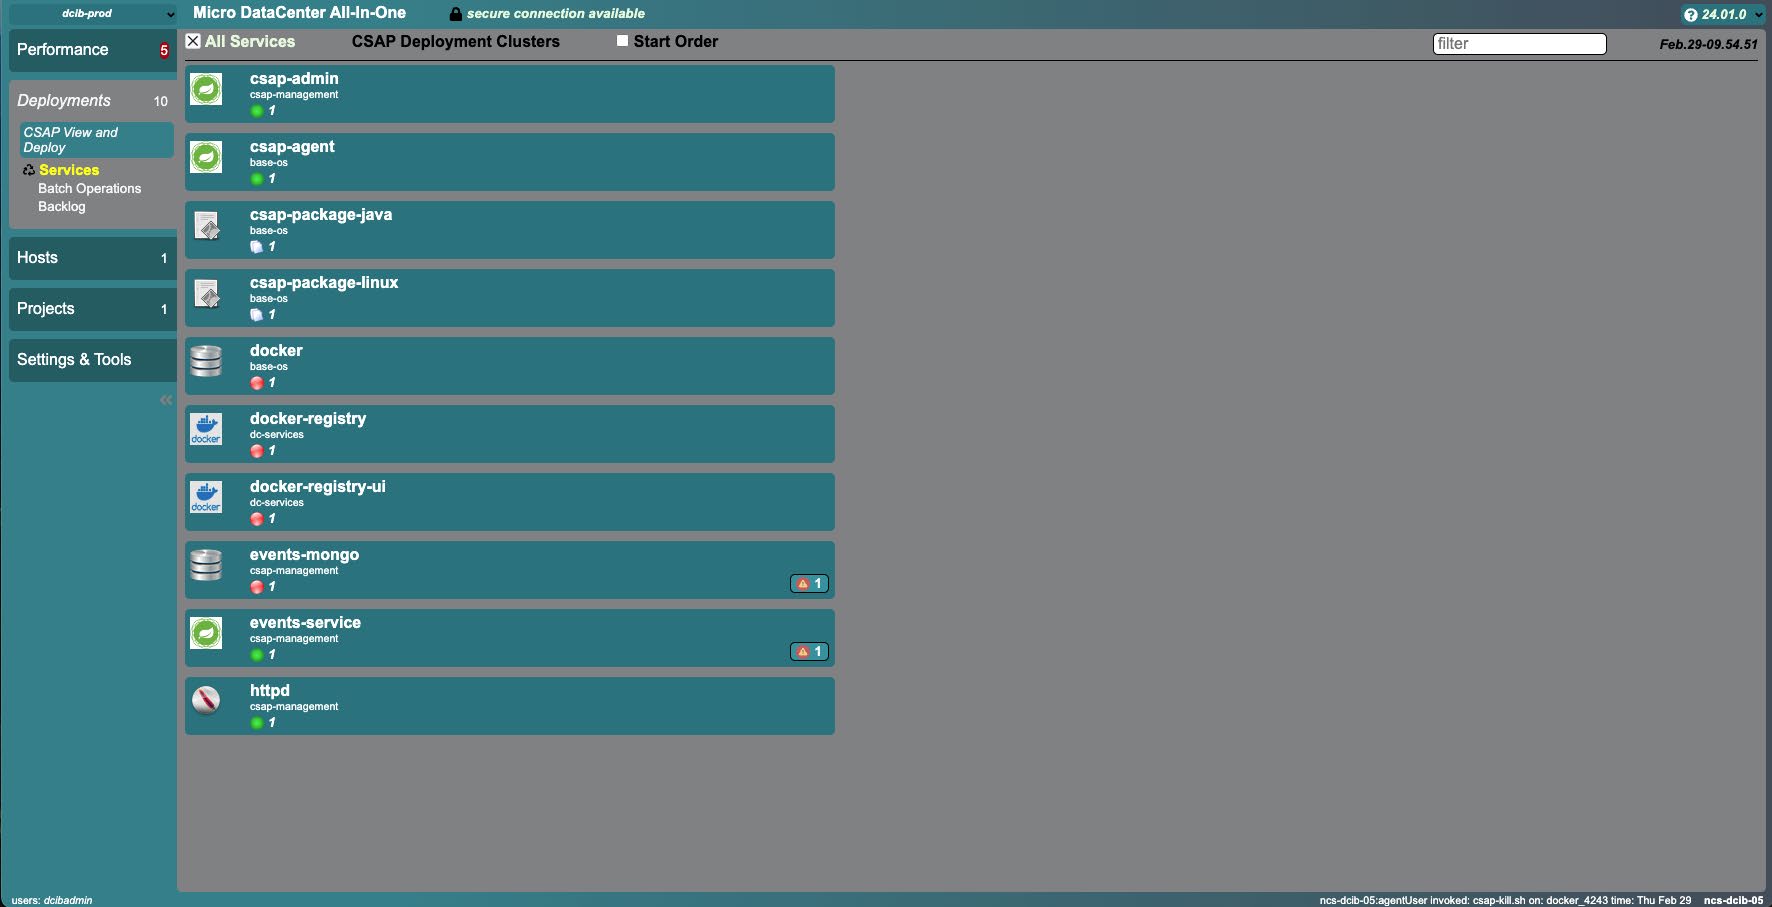 dcib-prod
Micro DataCenter All-In-One
secure connection available
24.01.0
Performance 5
Deployments 10
CSAP View and
Deploy
Services
Batch Operations
Backlog
Hosts 1
Projects 1
Settings & Tools
«
All Services
CSAP Deployment Clusters
Start Order
filter
Feb.29-09.54.51
csap-admin
csap-management
1
csap-agent
base-os
1
csap-package-java
base-os
1
csap-package-linux
base-os
1
docker
base-os
1
docker
docker-registry
dc-services
1
docker
docker-registry-ui
dc-services
1
events-mongo
csap-management
1
1
events-service
csap-management
1
1
httpd
csap-management
1
users: dcibadmin
ncs-dcib-05:agentUser invoked: csap-kill.sh on: docker_4243 time: Thu Feb 29
ncs-dcib-05